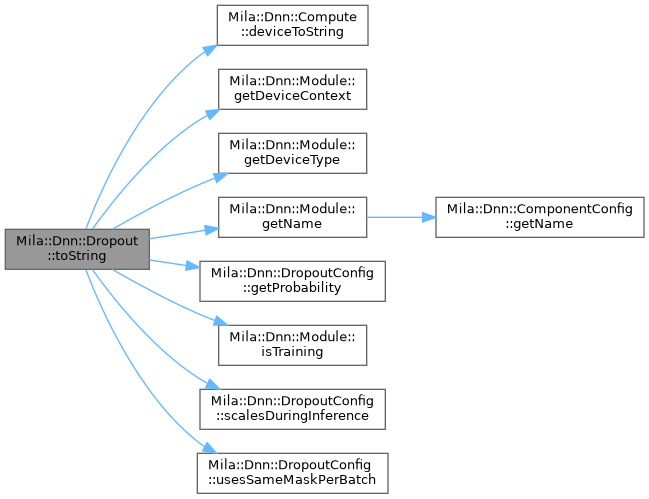 Mila::Dnn::Compute
::deviceToString
Mila::Dnn::Module::
getDeviceContext
Mila::Dnn::Module::
getDeviceType
Mila::Dnn::Module::
getName
Mila::Dnn::ComponentConfig
::getName
Mila::Dnn::Dropout
::toString
Mila::Dnn::DropoutConfig
::getProbability
Mila::Dnn::Module::
isTraining
Mila::Dnn::DropoutConfig
::scalesDuringInference
Mila::Dnn::DropoutConfig
::usesSameMaskPerBatch